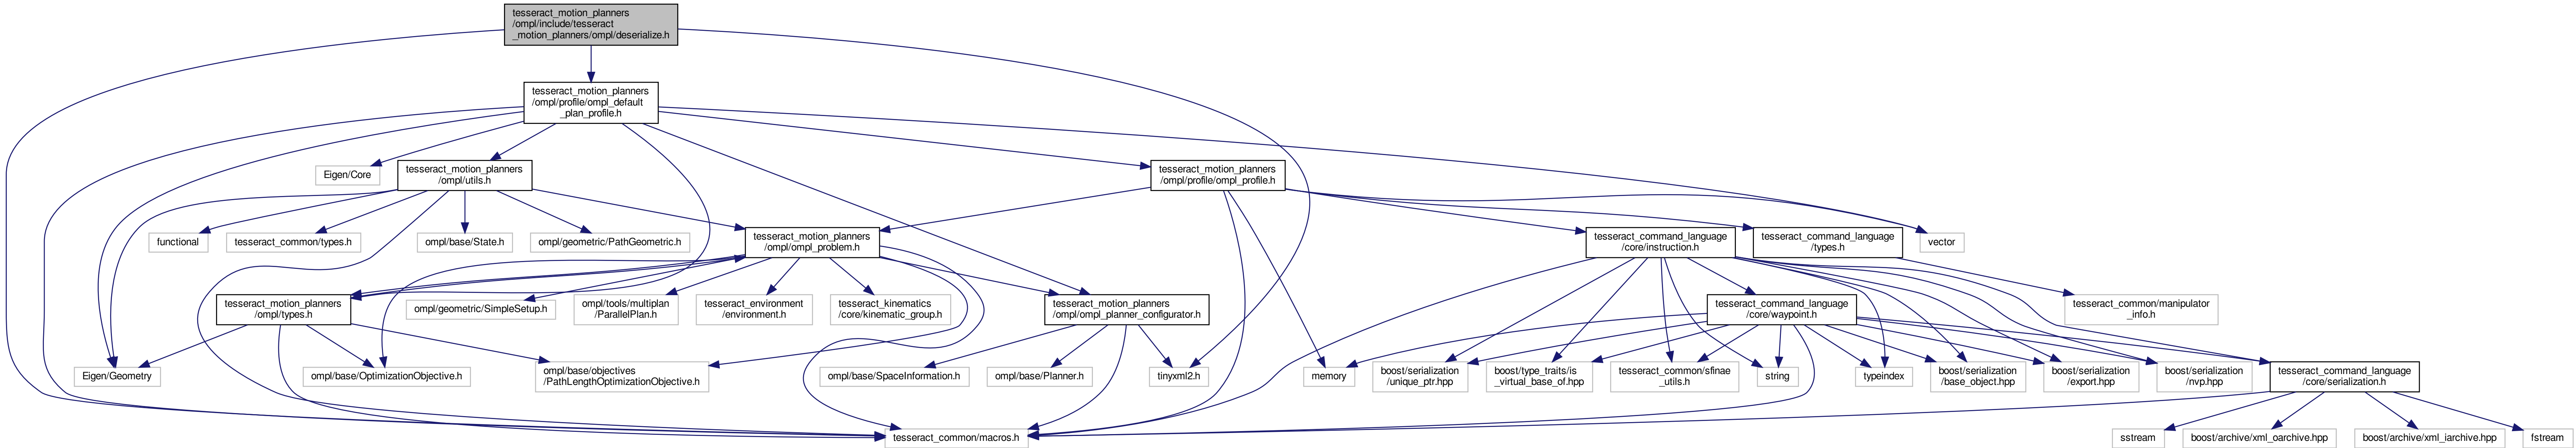 tesseract_motion_planners
/ompl/include/tesseract
_motion_planners/ompl/deserialize.h
tesseract_motion_planners
/ompl/profile/ompl_default
_plan_profile.h
Eigen/Core
tesseract_motion_planners
/ompl/utils.h
tesseract_motion_planners
/ompl/profile/ompl_profile.h
functional
tesseract_common/types.h
ompl/base/State.h
ompl/geometric/PathGeometric.h
tesseract_motion_planners
/ompl/ompl_problem.h
tesseract_command_language
/core/instruction.h
tesseract_command_language
/types.h
vector
tesseract_motion_planners
/ompl/types.h
ompl/geometric/SimpleSetup.h
ompl/tools/multiplan
/ParallelPlan.h
tesseract_environment
/environment.h
tesseract_kinematics
/core/kinematic_group.h
tesseract_motion_planners
/ompl/ompl_planner_configurator.h
tesseract_command_language
/core/waypoint.h
tesseract_common/manipulator
_info.h
Eigen/Geometry
ompl/base/OptimizationObjective.h
ompl/base/objectives
/PathLengthOptimizationObjective.h
ompl/base/SpaceInformation.h
ompl/base/Planner.h
tinyxml2.h
memory
boost/serialization
/unique_ptr.hpp
boost/type_traits/is
_virtual_base_of.hpp
tesseract_common/sfinae
_utils.h
string
typeindex
boost/serialization
/base_object.hpp
boost/serialization
/export.hpp
boost/serialization
/nvp.hpp
tesseract_command_language
/core/serialization.h
tesseract_common/macros.h
sstream
boost/archive/xml_oarchive.hpp
boost/archive/xml_iarchive.hpp
fstream